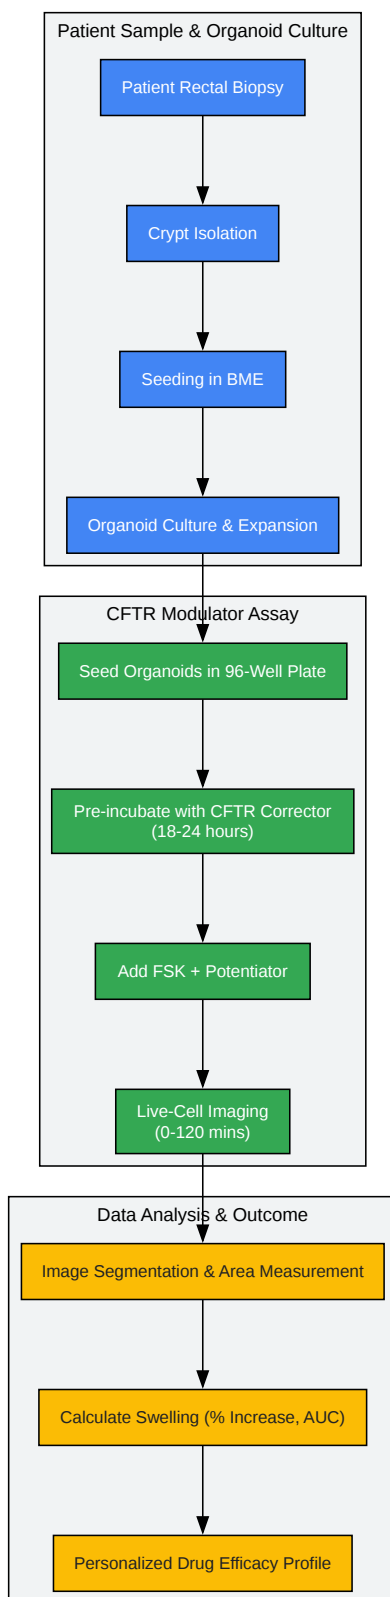 Patient Sample & Organoid Culture
Patient Rectal Biopsy
Crypt Isolation
Seeding in BME
Organoid Culture & Expansion
CFTR Modulator Assay
Seed Organoids in 96-Well Plate
Pre-incubate with CFTR Corrector
(18-24 hours)
Add FSK + Potentiator
Live-Cell Imaging
(0-120 mins)
Data Analysis & Outcome
Image Segmentation & Area Measurement
Calculate Swelling (% Increase, AUC)
Personalized Drug Efficacy Profile